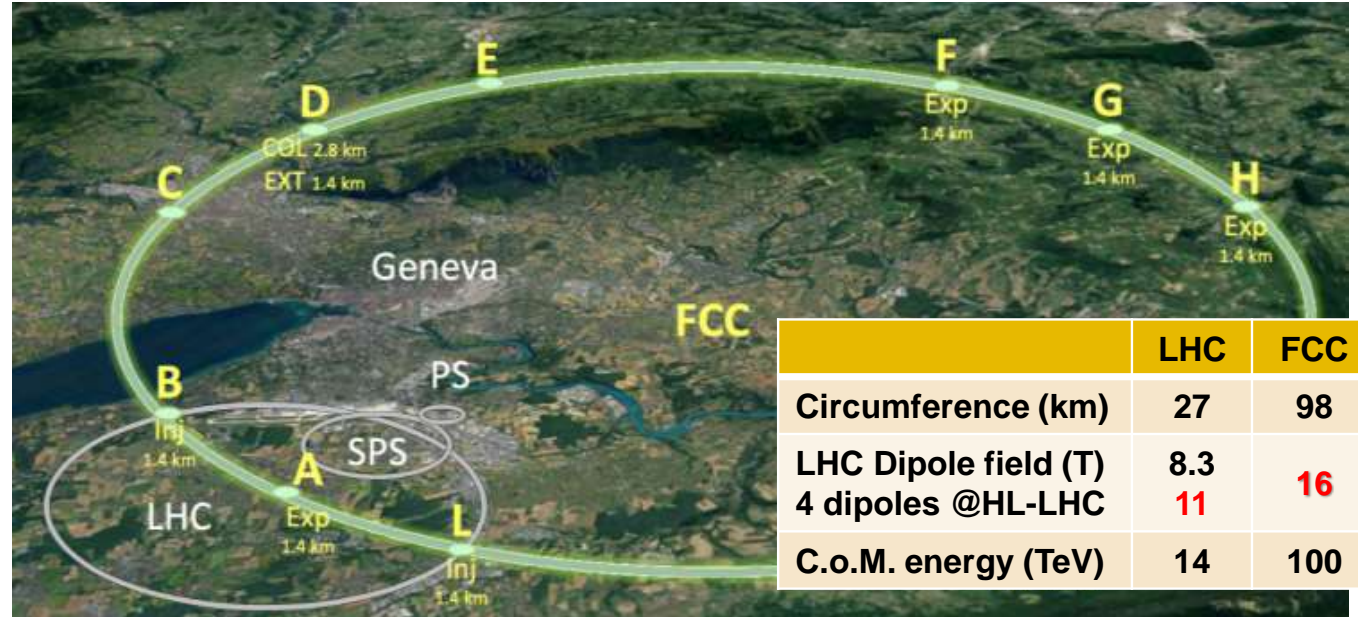 E
F
Exp
1.4 km
D
COL 2.8 km
EXT 1.4 km
G
Exp
1.4 km
C
H
Exp
1.4 km
Geneva
FCC
B
Inj
1.4 km
PS
SPS
A
Exp
1.4 km
LHC
L
Inj
1.4 km
LHC FCC
Circumference (km) 27 98
LHC Dipole field (T) 8.3
4 dipoles @HL-LHC 11 16
C.o.M. energy (TeV) 14 100